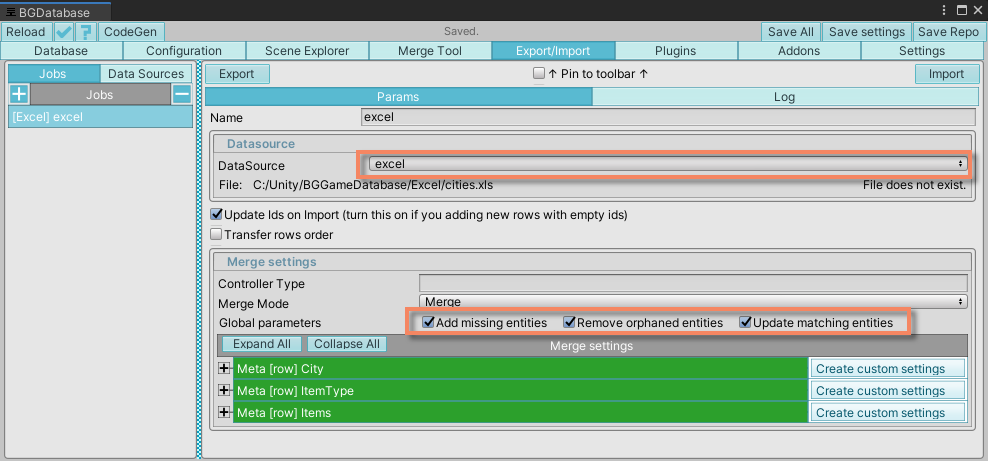 BGDatabase
Reload ? CodeGen Saved. Save All Save settings Save Repo
Database Configuration Scene Explorer Merge Tool Export/Import Plugins Addons Settings
Jobs Data Sources
Jobs
[Excel] excel
Export ↑ Pin to toolbar ↑ Import
Params Log
Name excel
Datasource
DataSource excel
File: C:/Unity/BGGameDatabase/Excel/cities.xls File does not exist.
Update Ids on Import (turn this on if you adding new rows with empty ids)
Transfer rows order
Merge settings
Controller Type
Merge Mode Merge
Global parameters Add missing entities Remove orphaned entities Update matching entities
Expand All Collapse All Merge settings
Meta [row] City Create custom settings
Meta [row] ItemType Create custom settings
Meta [row] Items Create custom settings